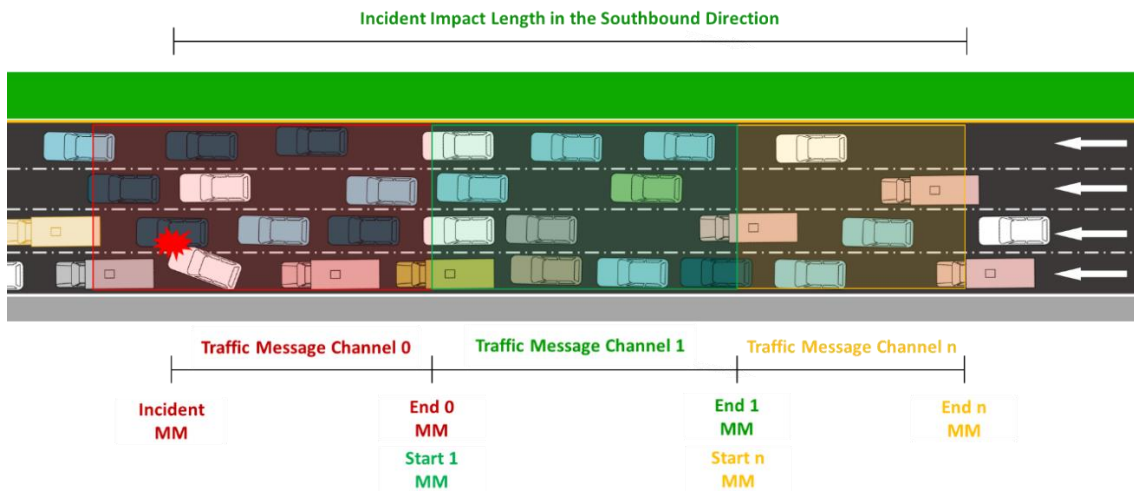 Incident Impact Length in the Southbound Direction
Traffic Message Channel 0
Traffic Message Channel 1
Traffic Message Channel n
Incident
MM
End 0
MM
Start 1
MM
End 1
MM
Start n
MM
End n
MM